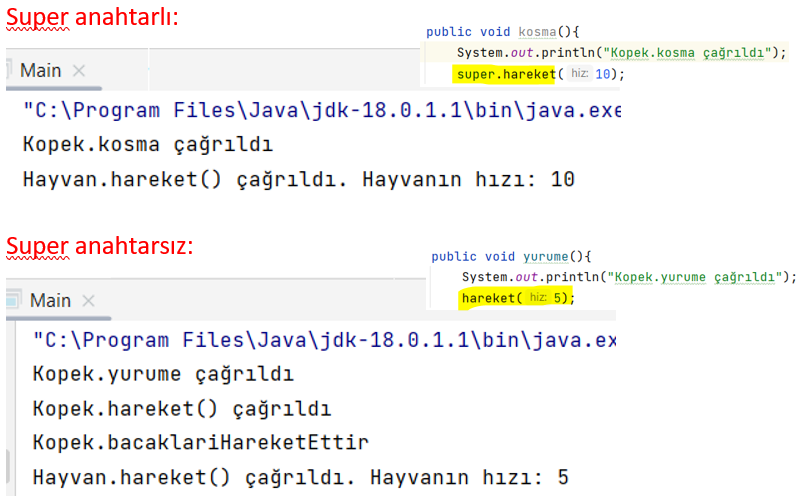 Super anahtarlı:
public void kosma(){
System.out.println("Kopek.kosma çağrıldı");
super.hareket( hiz: 10);
Main
"C:\Program Files\Java\jdk-18.0.1.1\bin\java.exe
Kopek.kosma çağrıldı
Hayvan.hareket() çağrıldı. Hayvanın hızı: 10
Super anahtarsız:
public void yurume(){
System.out.println("Kopek.yurume çağrıldı");
hareket( hiz: 5);
Main
"C:\Program Files\Java\jdk-18.0.1.1\bin\java.ex
Kopek.yurume çağrıldı
Kopek.hareket() çağrıldı
Kopek.bacaklariHareketEttir
Hayvan.hareket() çağrıldı. Hayvanın hızı: 5